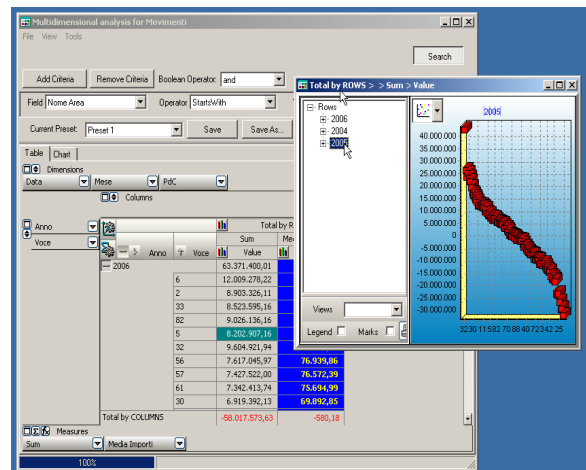 Multidimensional analysis for Movimenti
File View Tools
Search
Add Criteria Remove Criteria Boolean Operator: and
Field Nome Area Operator StartsWith
Current Preset: Preset 1 Save Save As...
Table Chart
Dimensions
Data Mese PdC
Columns
Anno
Voce
Total by R
Sum
Anno Voce Value
2006 63.371.400,01
6 12.009.278,22
2 8.903.326,11
33 8.523.595,16
82 9.026.136,16
5 8.202.907,16
32 9.604.921,94
56 7.617.045,97 76.939,86
57 7.427.522,00 76.572,39
61 7.342.413,74 75.694,99
30 6.919.392,13 69.892,85
Total by COLUMNS -58.017.573,63 -580,18
Measures
Sum Media Importi
100%
Total by ROWS > > Sum > Value
Rows
2006
2004
2005
Views
Legend Marks
2005
40.000.000
35.000.000
30.000.000
25.000.000
20.000.000
15.000.000
10.000.000
5.000.000
0
-5.000.000
-10.000.000
-15.000.000
-20.000.000
-25.000.000
-30.000.000
3230 11582 70884072342 25